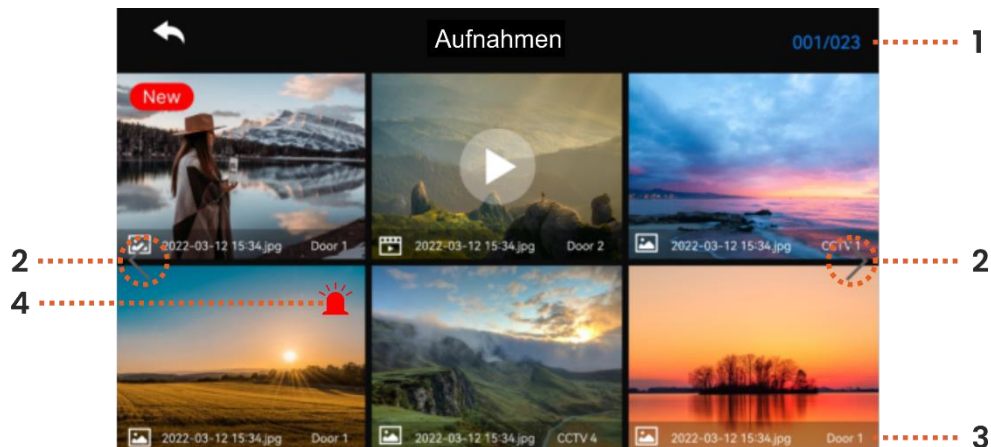 Aufnahmen
001/023
1
New
2022-03-12 15:34.jpg Door 1
2022-03-12 15:34.jpg Door 2
2022-03-12 15:34.jpg CCTV 1
2
2
4
2022-03-12 15:34.jpg Door 1
2022-03-12 15:34.jpg CCTV 4
2022-03-12 15:34.jpg Door 1
3